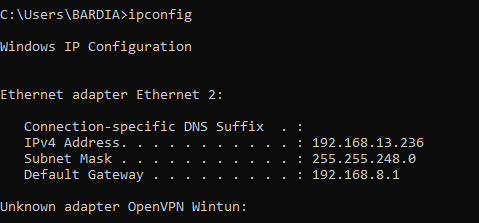 C:\Users\BARDIA>ipconfig
Windows IP Configuration
Ethernet adapter Ethernet 2:
Connection-specific DNS Suffix  . :
IPv4 Address. . . . . . . . . . . : 192.168.13.236
Subnet Mask . . . . . . . . . . . : 255.255.248.0
Default Gateway . . . . . . . . . : 192.168.8.1
Unknown adapter OpenVPN Wintun: